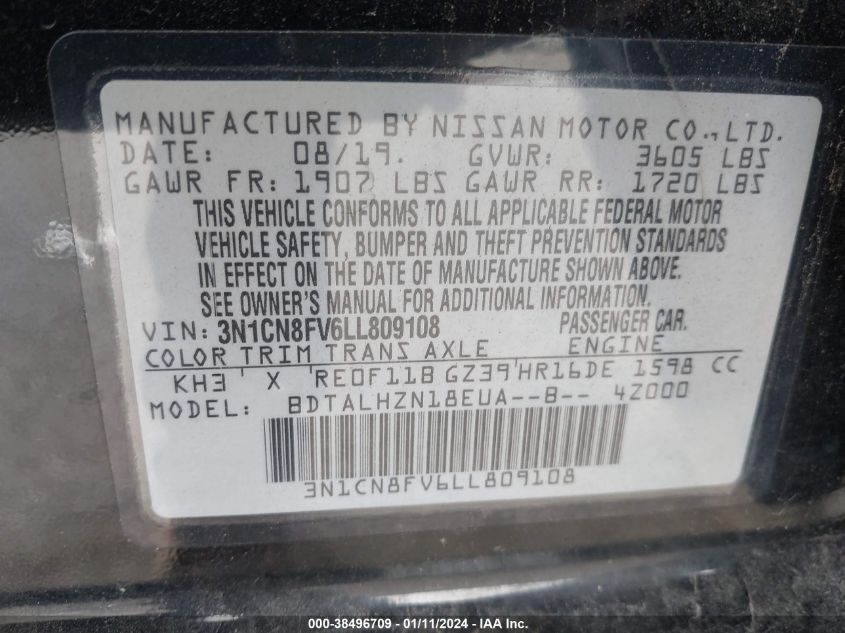 MANUFACTURED BY NISSAN MOTOR CO., LTD.
DATE: 08/19. GVWR: 3605 LBS
GAWR FR: 1907 LBS GAWR RR: 1720 LBS
THIS VEHICLE CONFORMS TO ALL APPLICABLE FEDERAL MOTOR
VEHICLE SAFETY, BUMPER AND THEFT PREVENTION STANDARDS
IN EFFECT ON THE DATE OF MANUFACTURE SHOWN ABOVE.
SEE OWNER'S MANUAL FOR ADDITIONAL INFORMATION.
VIN: 3N1CN8FV6LL809108 PASSENGER CAR.
COLOR TRIM TRANS AXLE ENGINE
KH3 X RE0F11B GZ39 HR16DE 1598 CC
MODEL: BDTALHZN18EUA--B-- 4Z000
3N1CN8FV6LL809108
000-38496709 - 01/11/2024 - IAA Inc.